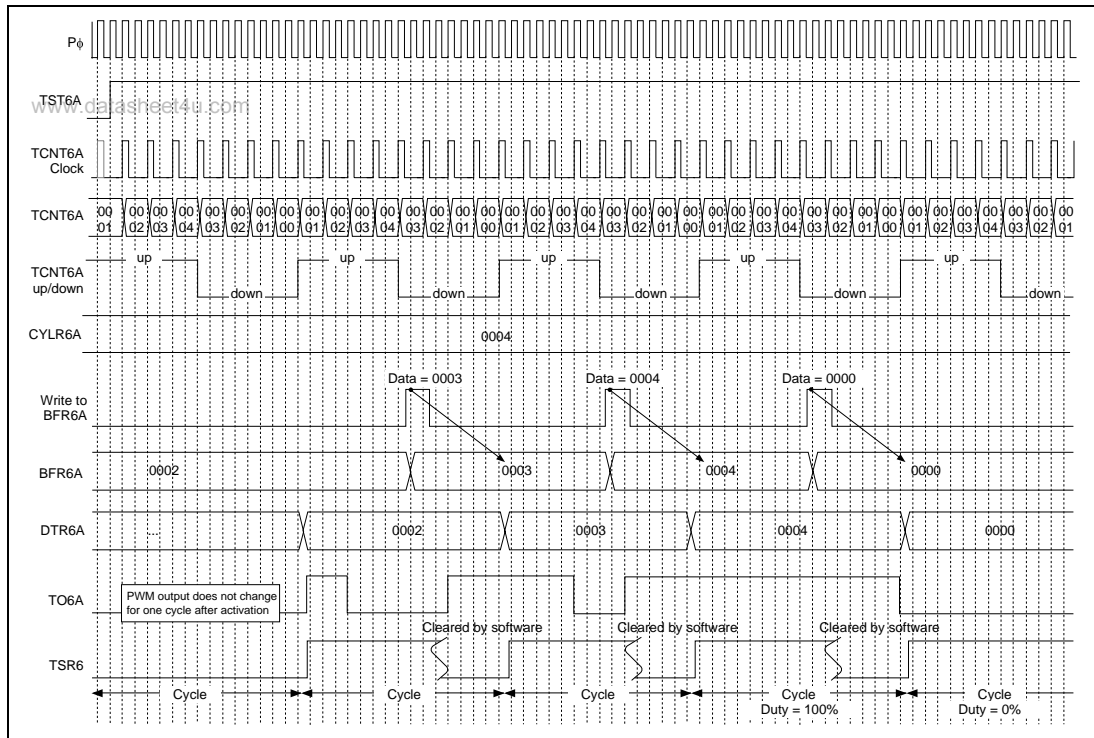 Pφ
TST6A
www.datasheet4u.com
TCNT6A
Clock
TCNT6A
00 00 00 00 00 00 00 00 00 00 00 00 00 00 00 00 00 00 00 00 00 00 00 00 00 00 00 00 00 00 00 00 00 00 00 00 00 00 00
01 02 03 04 03 02 01 00 01 02 03 04 03 02 01 00 01 02 03 04 03 02 01 00 01 02 03 04 03 02 01 00 01 02 03 04 03 02 01
TCNT6A
up/down
up down up down up down up down up down
CYLR6A
0004
Data = 0003 Data = 0004 Data = 0000
Write to
BFR6A
BFR6A
0002 0003 0004 0000
DTR6A
0002 0003 0004 0000
TO6A
PWM output does not change
for one cycle after activation
Cleared by software Cleared by software Cleared by software
TSR6
Cycle Cycle Cycle Cycle Cycle
Duty = 100% Duty = 0%